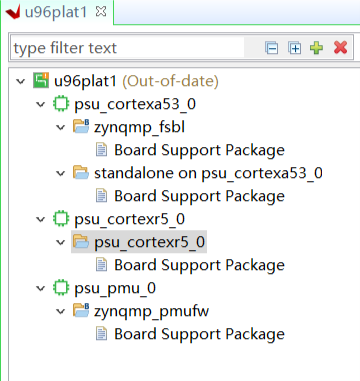 u96plat1
type filter text
u96plat1 (Out-of-date)
psu_cortexa53_0
zynqmp_fsbl
Board Support Package
standalone on psu_cortexa53_0
Board Support Package
psu_cortexr5_0
psu_cortexr5_0
Board Support Package
psu_pmu_0
zynqmp_pmufw
Board Support Package